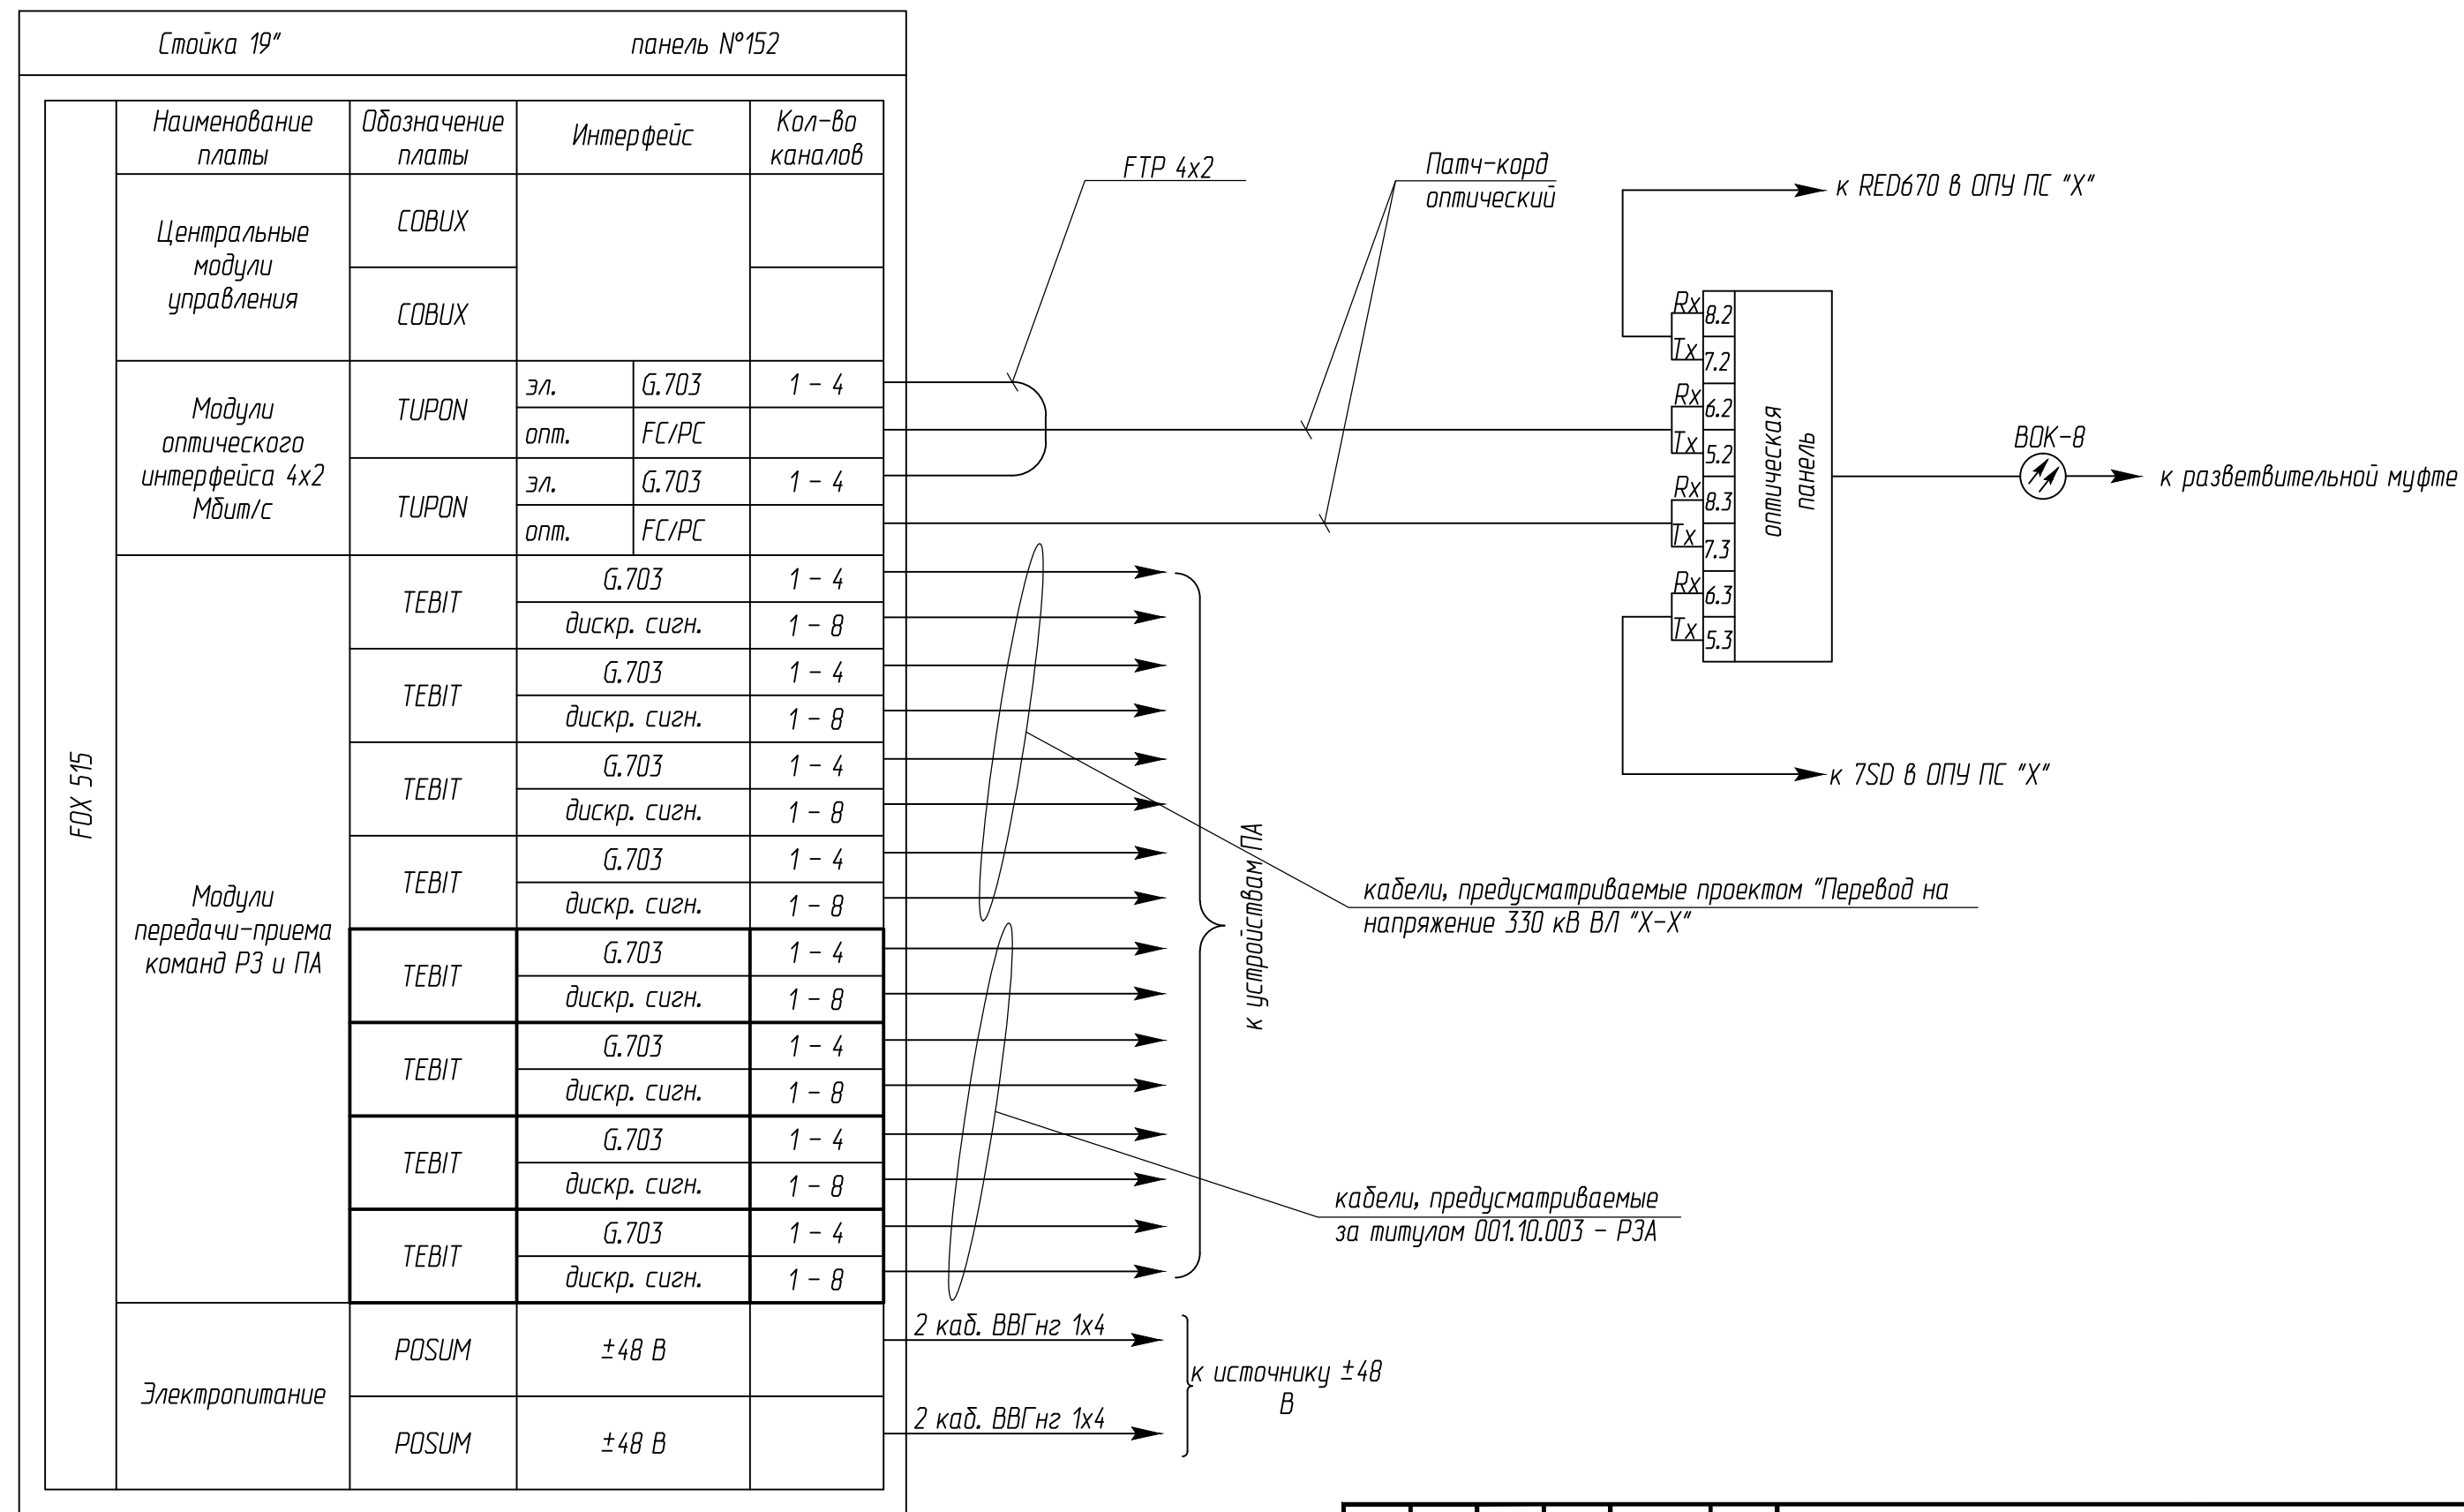 Стойка 19"
панель №152
Наименование
платы
Обозначение
платы
Интерфейс
Кол-во
каналов
FOX 515
Центральные
модули
управления
COBUX
COBUX
Модули
оптического
интерфейса 4x2
Мбит/с
TUPON
эл.
G.703
1 - 4
опт.
FC/PC
TUPON
эл.
G.703
1 - 4
опт.
FC/PC
Модули
передачи-приема
команд РЗ и ПА
TEBIT
G.703
1 - 4
дискр. сигн.
1 - 8
TEBIT
G.703
1 - 4
дискр. сигн.
1 - 8
TEBIT
G.703
1 - 4
дискр. сигн.
1 - 8
TEBIT
G.703
1 - 4
дискр. сигн.
1 - 8
TEBIT
G.703
1 - 4
дискр. сигн.
1 - 8
TEBIT
G.703
1 - 4
дискр. сигн.
1 - 8
TEBIT
G.703
1 - 4
дискр. сигн.
1 - 8
TEBIT
G.703
1 - 4
дискр. сигн.
1 - 8
Электропитание
POSUM
±48 В
POSUM
±48 В
2 каб. ВВГнг 1x4
2 каб. ВВГнг 1x4
к источнику ±48
В
FTP 4x2
Патч-корд
оптический
к RED670 в ОПУ ПС "Х"
Rx
8.2
Tx
7.2
Rx
6.2
Tx
5.2
Rx
8.3
Tx
7.3
Rx
6.3
Tx
5.3
оптическая
панель
ВОК-8
к разветвительной муфте
к 7SD в ОПУ ПС "Х"
к устройствам ПА
кабели, предусматриваемые проектом "Перевод на
напряжение 330 кВ ВЛ "Х-Х"
кабели, предусматриваемые
за титулом 001.10.003 - РЗА